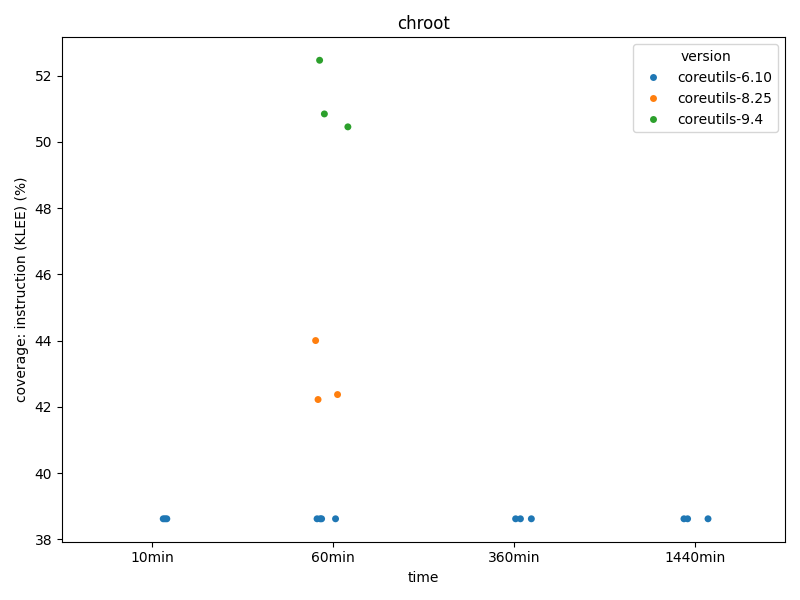 chroot
version
coreutils-6.10
coreutils-8.25
coreutils-9.4
coverage: instruction (KLEE) (%)
52
50
48
46
44
42
40
38
10min
60min
360min
1440min
time